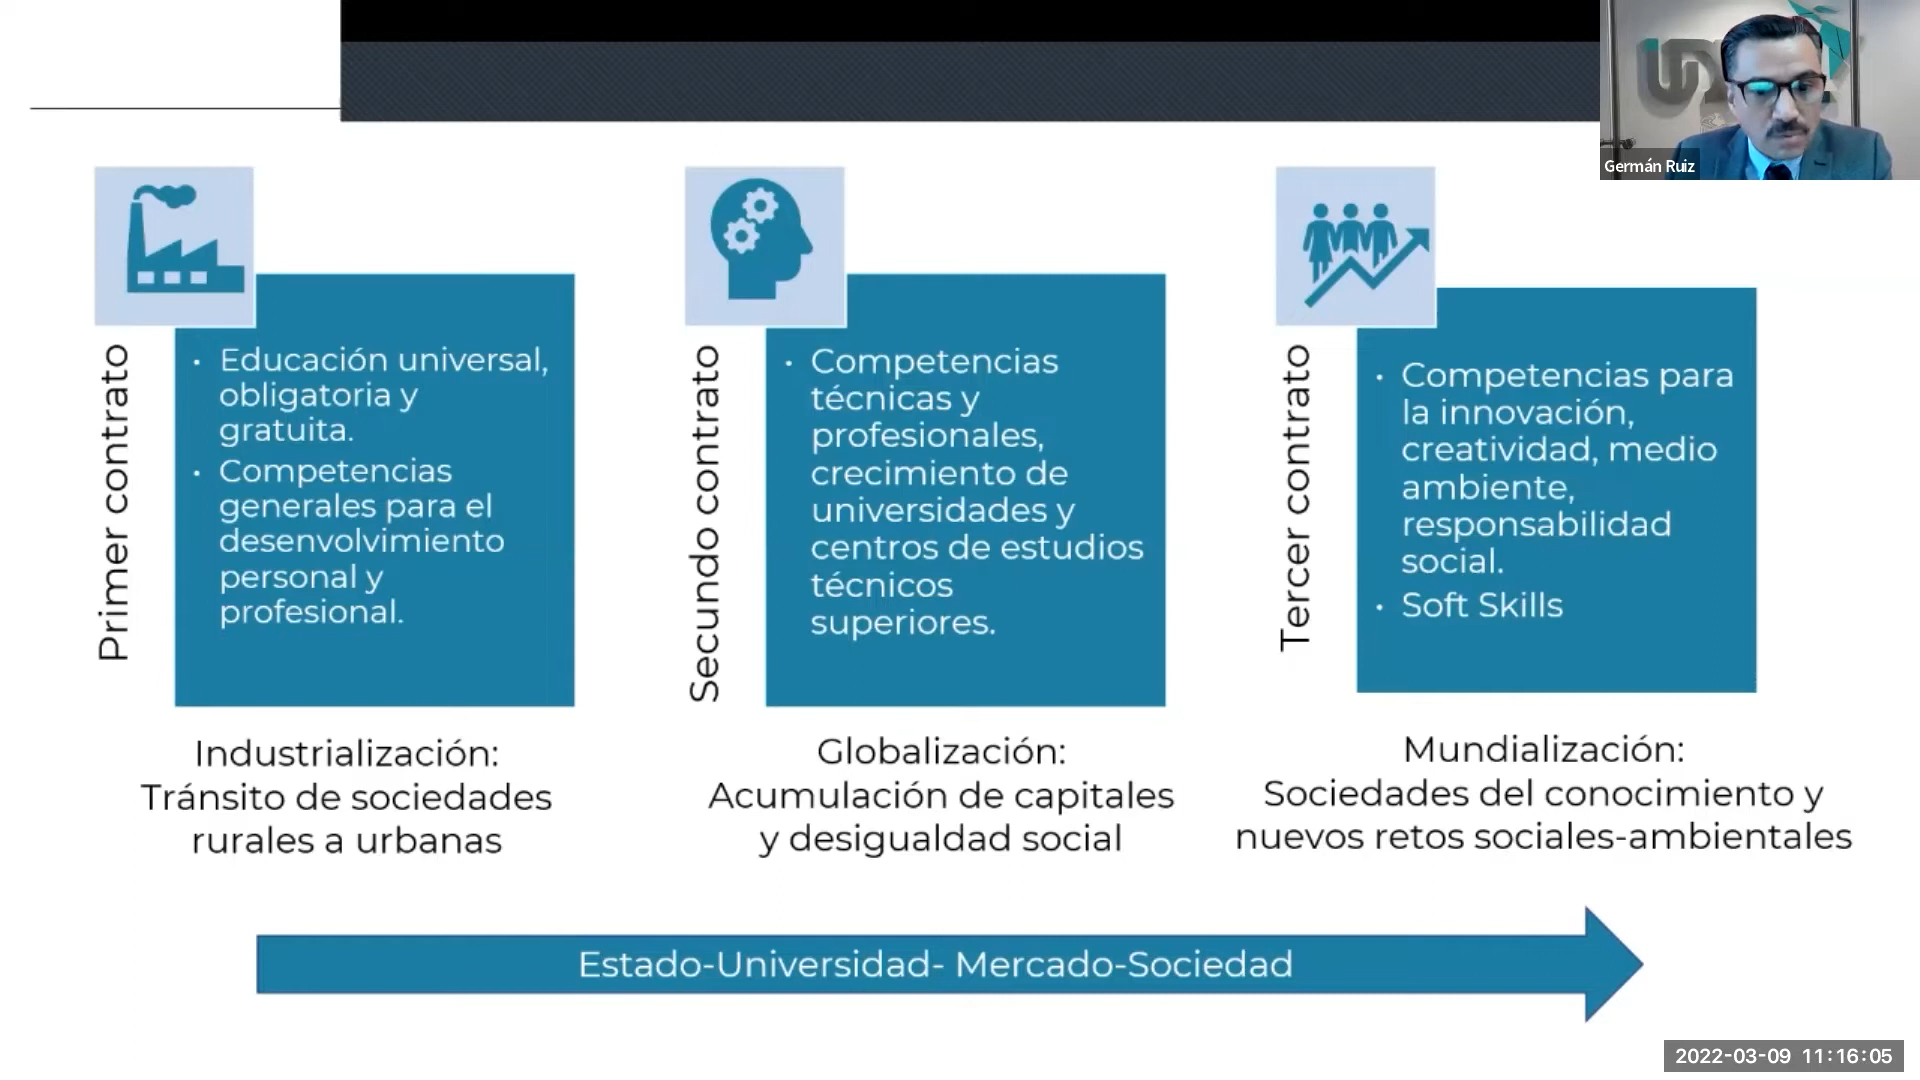 Germán Ruiz
Primer contrato
• Educación universal,
obligatoria y
gratuita.
• Competencias
generales para el
desenvolvimiento
personal y
profesional.
Industrialización:
Tránsito de sociedades
rurales a urbanas
Secundo contrato
• Competencias
técnicas y
profesionales,
crecimiento de
universidades y
centros de estudios
técnicos
superiores.
Globalización:
Acumulación de capitales
y desigualdad social
Tercer contrato
• Competencias para
la innovación,
creatividad, medio
ambiente,
responsabilidad
social.
• Soft Skills
Mundialización:
Sociedades del conocimiento y
nuevos retos sociales-ambientales
Estado-Universidad- Mercado-Sociedad
2022-03-09 11:16:05